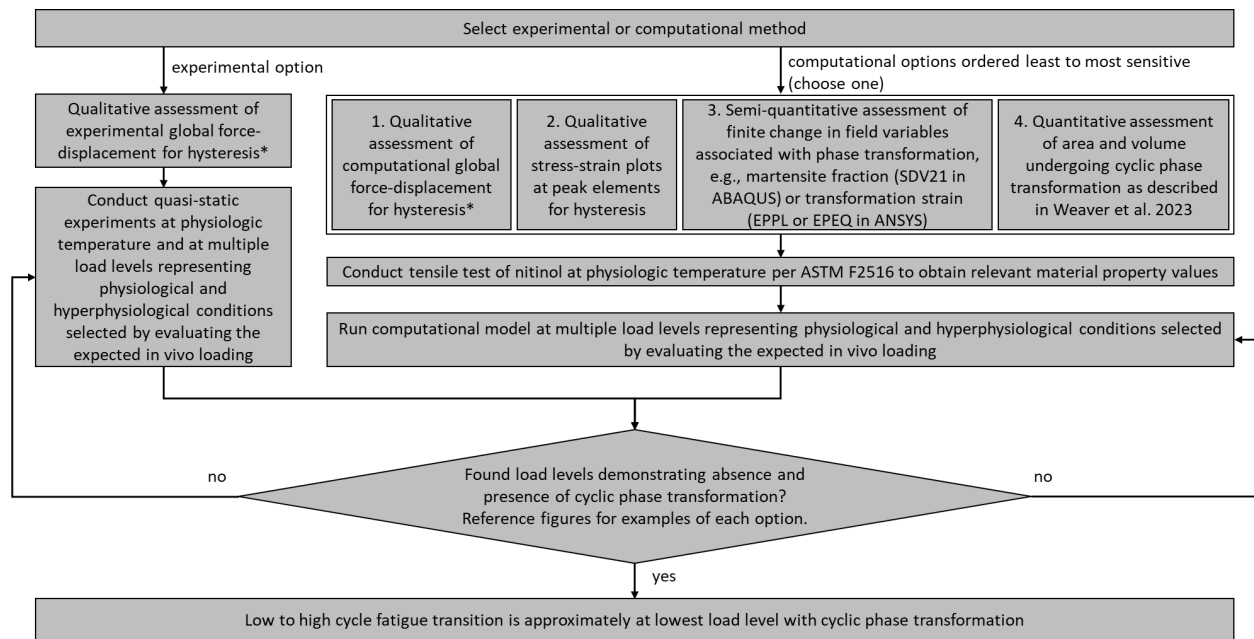 Select experimental or computational method
experimental option
computational options ordered least to most sensitive
(choose one)
Qualitative assessment of
experimental global force-
displacement for hysteresis*
1. Qualitative
assessment of
computational global
force-displacement
for hysteresis*
2. Qualitative
assessment of
stress-strain plots
at peak elements
for hysteresis
3. Semi-quantitative assessment of
finite change in field variables
associated with phase transformation,
e.g., martensite fraction (SDV21 in
ABAQUS) or transformation strain
(EPPL or EPEQ in ANSYS)
4. Quantitative assessment
of area and volume
undergoing cyclic phase
transformation as described
in Weaver et al. 2023
Conduct quasi-static
experiments at physiologic
temperature and at multiple
load levels representing
physiological and
hyperphysiological conditions
selected by evaluating the
expected in vivo loading
Conduct tensile test of nitinol at physiologic temperature per ASTM F2516 to obtain relevant material property values
Run computational model at multiple load levels representing physiological and hyperphysiological conditions selected
by evaluating the expected in vivo loading
no
Found load levels demonstrating absence and
presence of cyclic phase transformation?
Reference figures for examples of each option.
no
yes
Low to high cycle fatigue transition is approximately at lowest load level with cyclic phase transformation